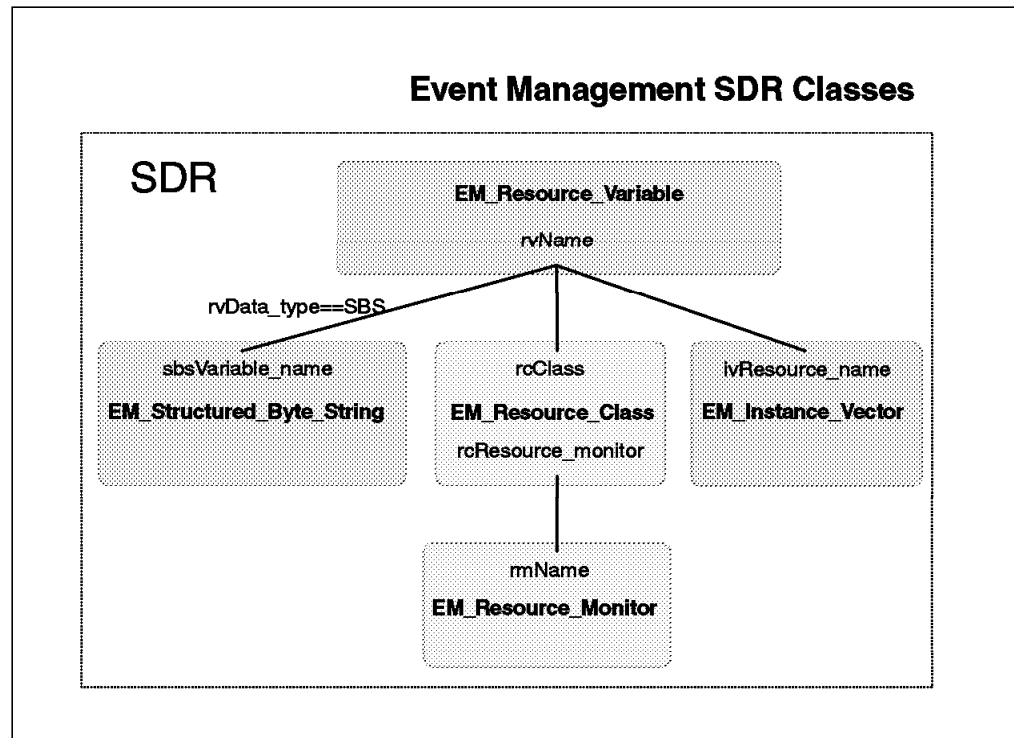 Event Management SDR Classes
SDR
EM_Resource_Variable
rvName
rvData_type==SBS
sbsVariable_name
EM_Structured_Byte_String
rcClass
EM_Resource_Class
rcResource_monitor
ivResource_name
EM_Instance_Vector
rmName
EM_Resource_Monitor